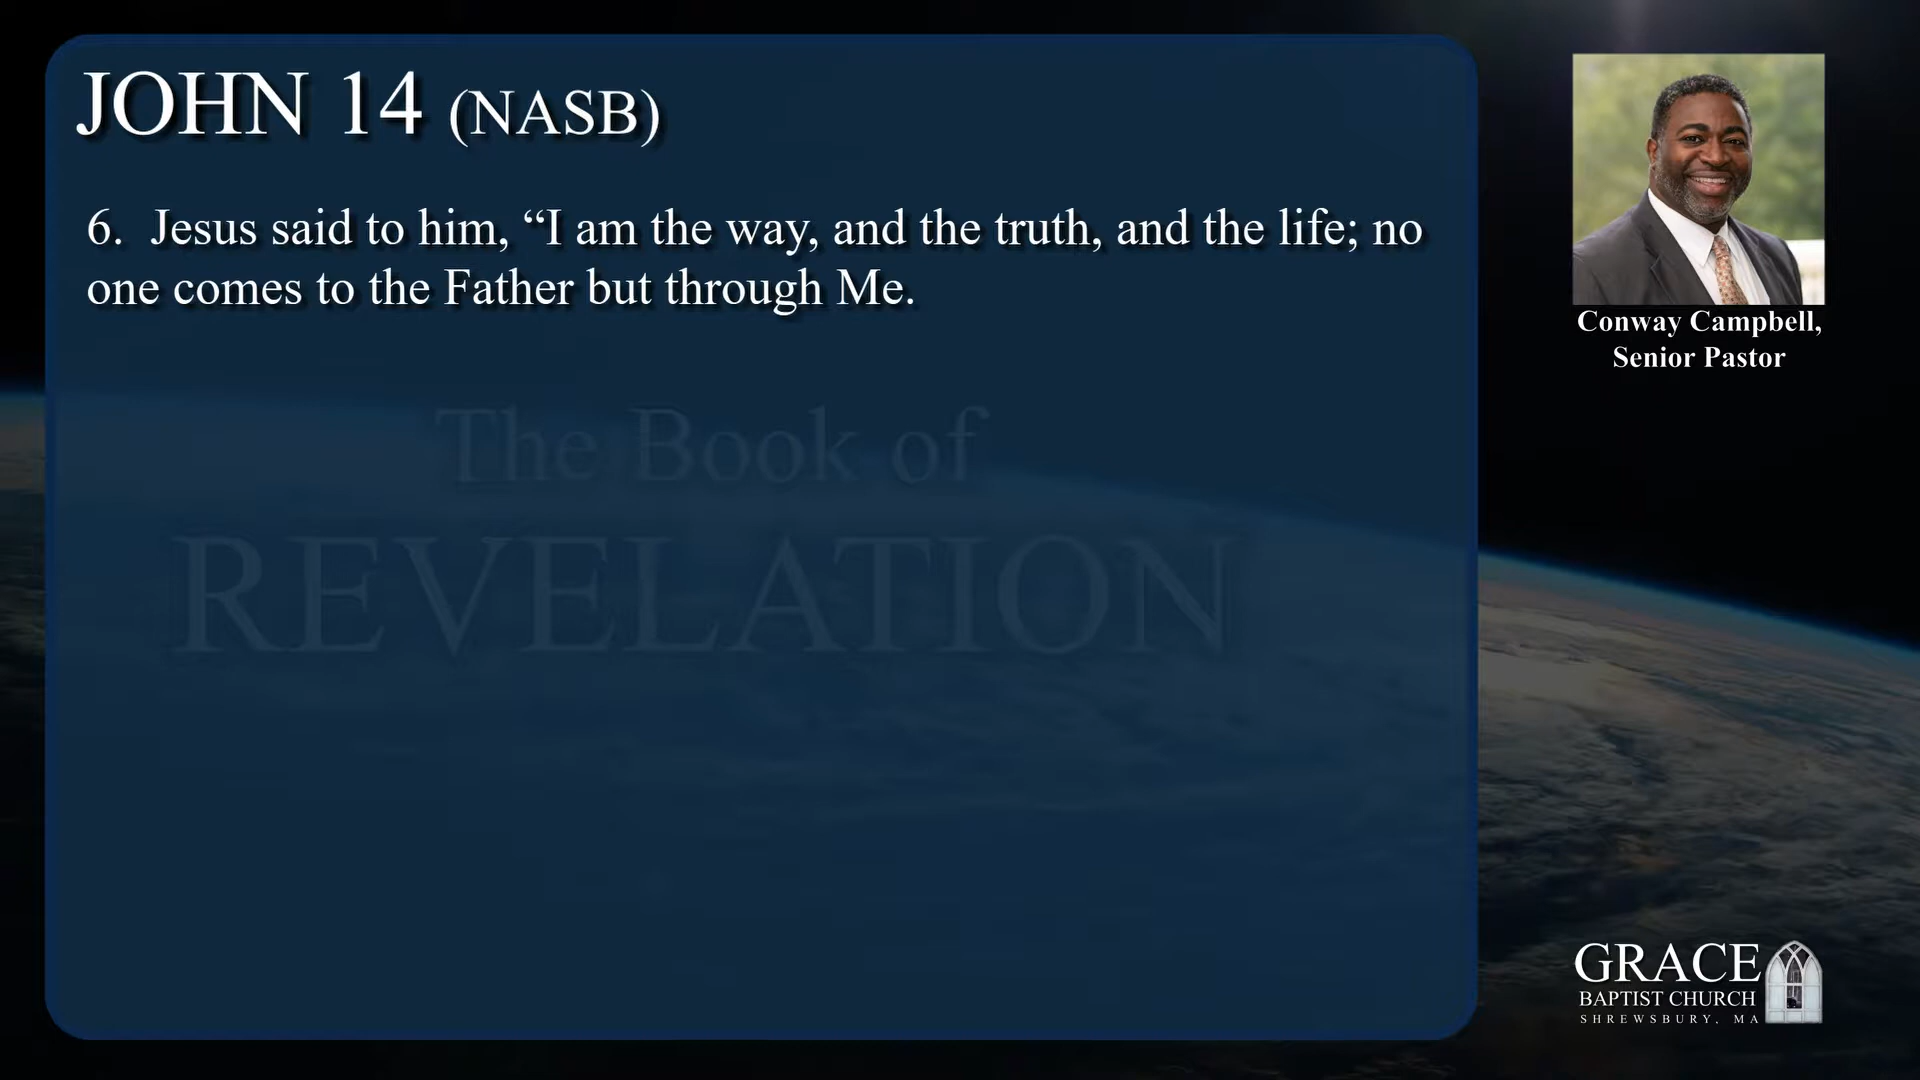 JOHN 14 (NASB)
6. Jesus said to him, “I am the way, and the truth, and the life; no
one comes to the Father but through Me.
The Book of
REVELATION
Conway Campbell,
Senior Pastor
GRACE
BAPTIST CHURCH
SHREWSBURY, MA